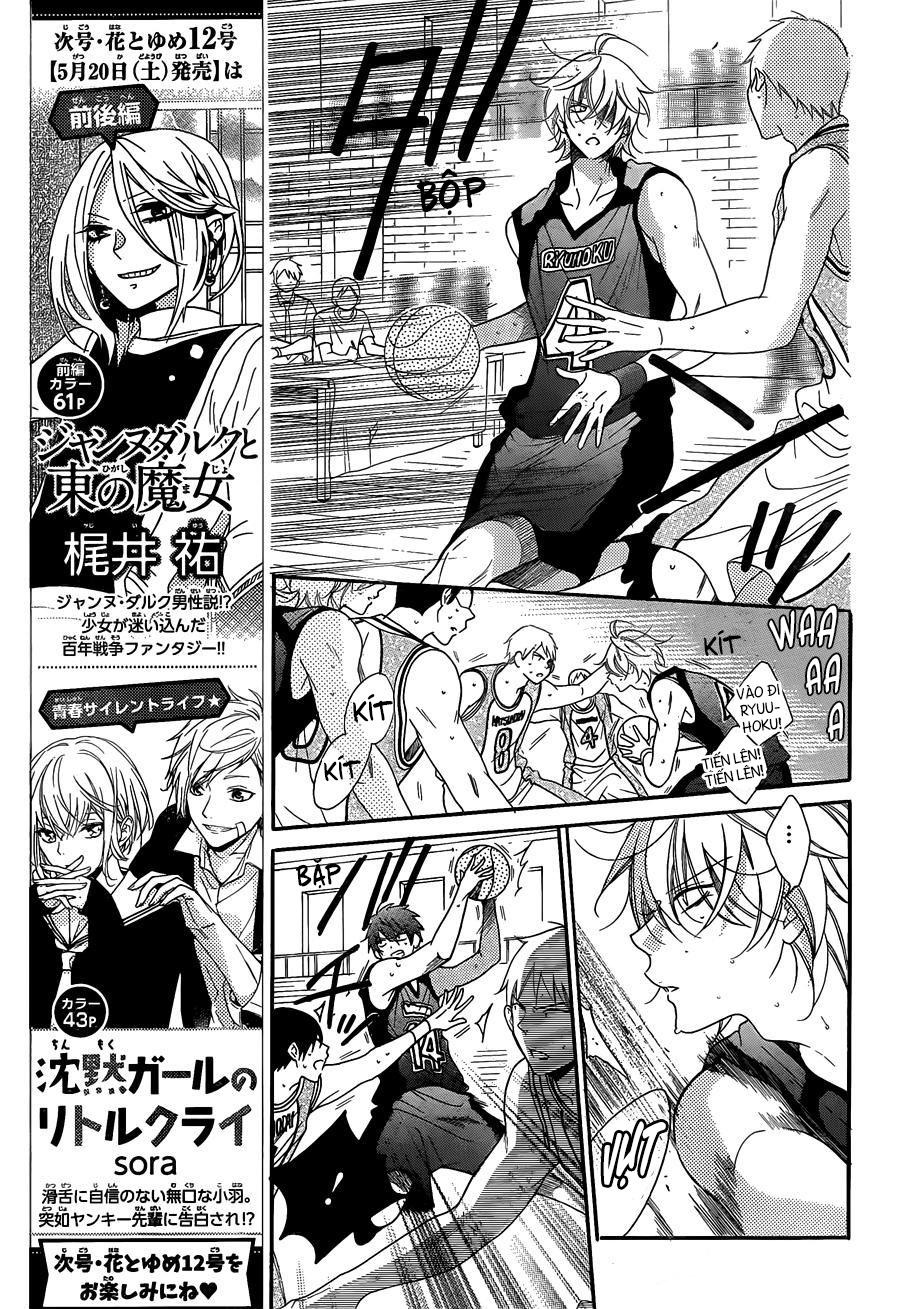 次号・花とゆめ12号
【5月20日(土)発売】は
前後編
前編
カラー
61P
ジャンヌダルクと
東の魔女
梶井 祐
ジャンヌ・ダルク男性説!?
少女が迷い込んだ
百年戦争ファンタジー!!
青春サイレントライフ★
カラー
43P
沈黙ガールの
リトルクライ
sora
滑舌に自信のない無口な小羽。
突如ヤンキー先輩に告白され!?
次号・花とゆめ12号を
お楽しみにね♥
ダ!!
BỘP
RYUHOKU
4
WAA
AA
A
KÍT
VÀO ĐI
RYUU-
HOKU!
TIẾN LÊN!
TIẾN LÊN!
KÍT
KÍT
8
4
...
VỤT
BẶP
14